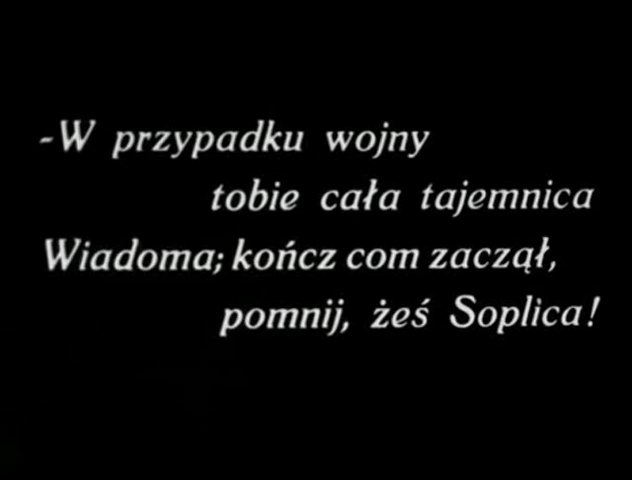 -W przypadku wojny
tobie cała tajemnica
Wiadoma; kończ com zaczął,
pomnij, żeś Soplica!